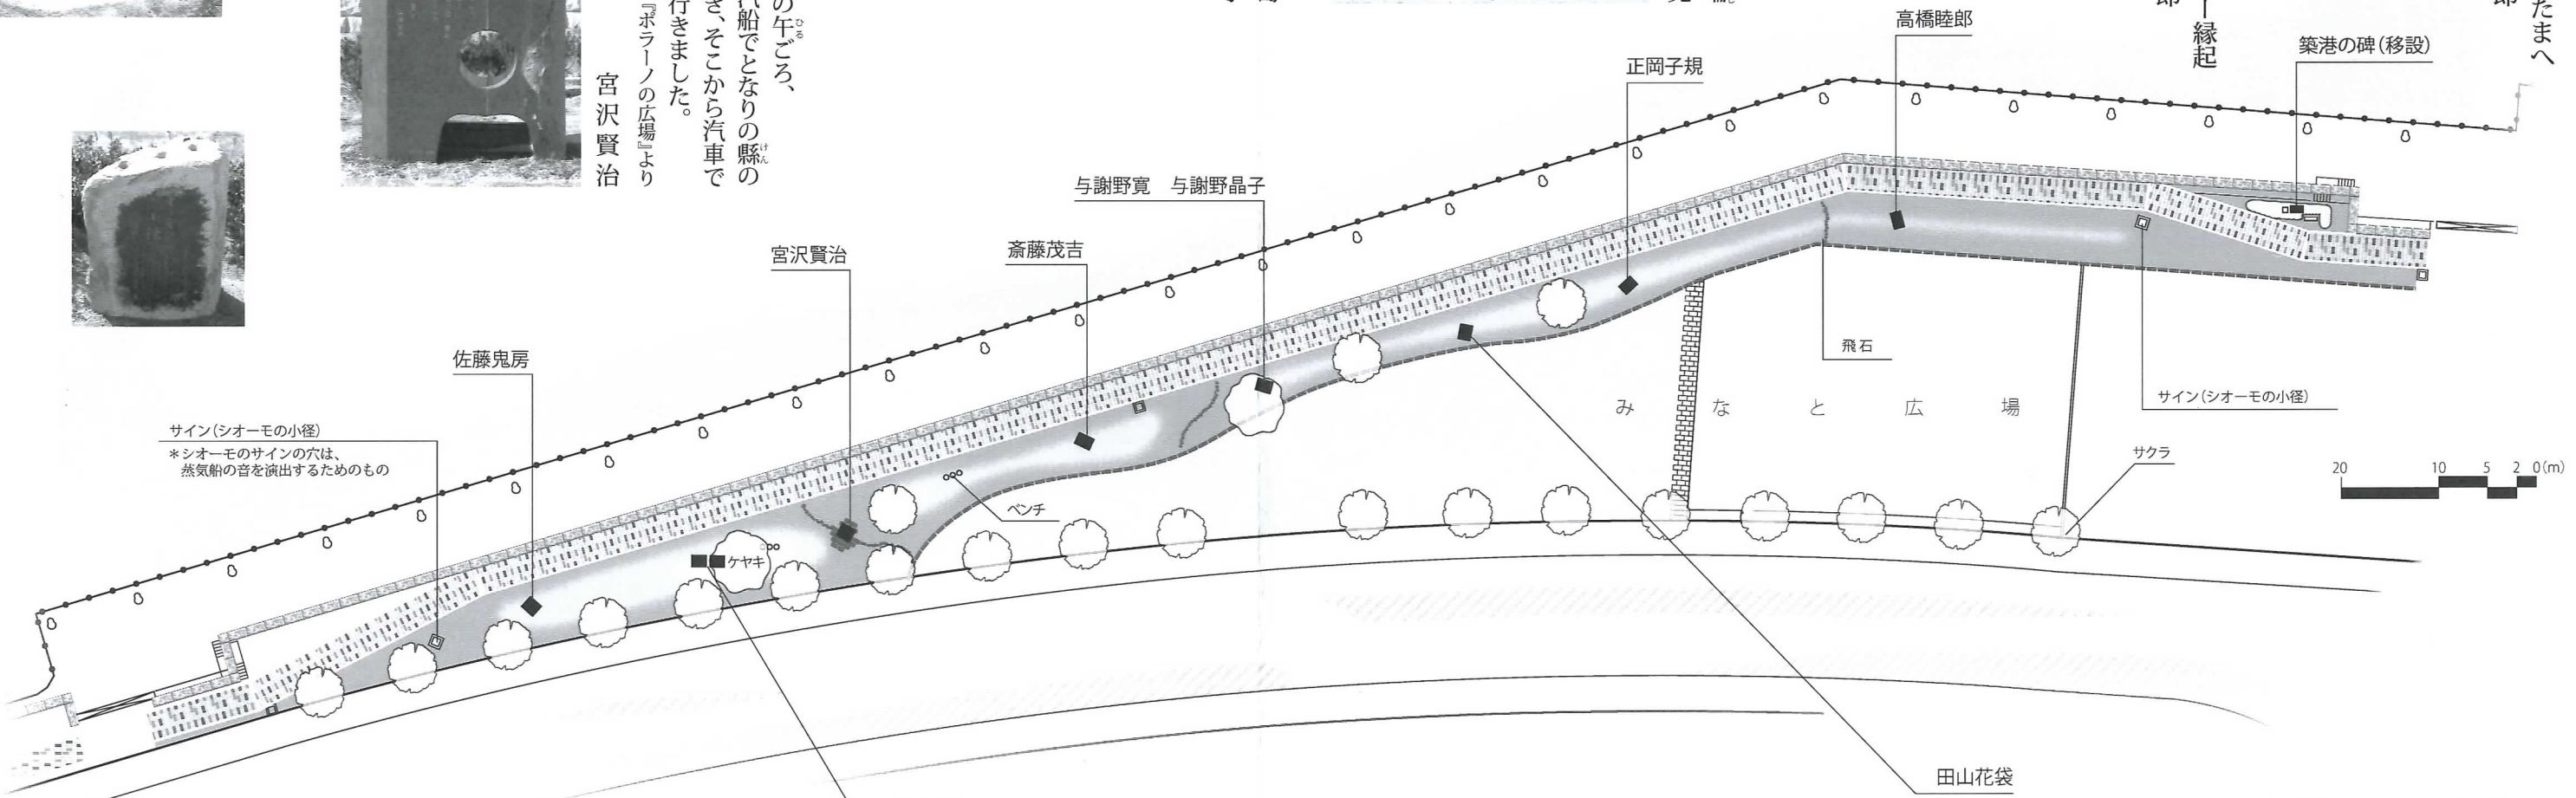 たまへ
ー縁起
の午ごろ、
ひる
汽船でとなりの縣の
けん
き、そこから汽車で
行きました。
『ポラーノの広場』より
宮沢賢治
築港の碑(移設)
高橋睦郎
正岡子規
与謝野寛 与謝野晶子
斎藤茂吉
宮沢賢治
佐藤鬼房
サイン(シオーモの小径)
*シオーモのサインの穴は、
蒸気船の音を演出するためのもの
飛石
サイン(シオーモの小径)
みなと広場
サクラ
20 10 5 2 0(m)
ベンチ
ケヤキ
田山花袋